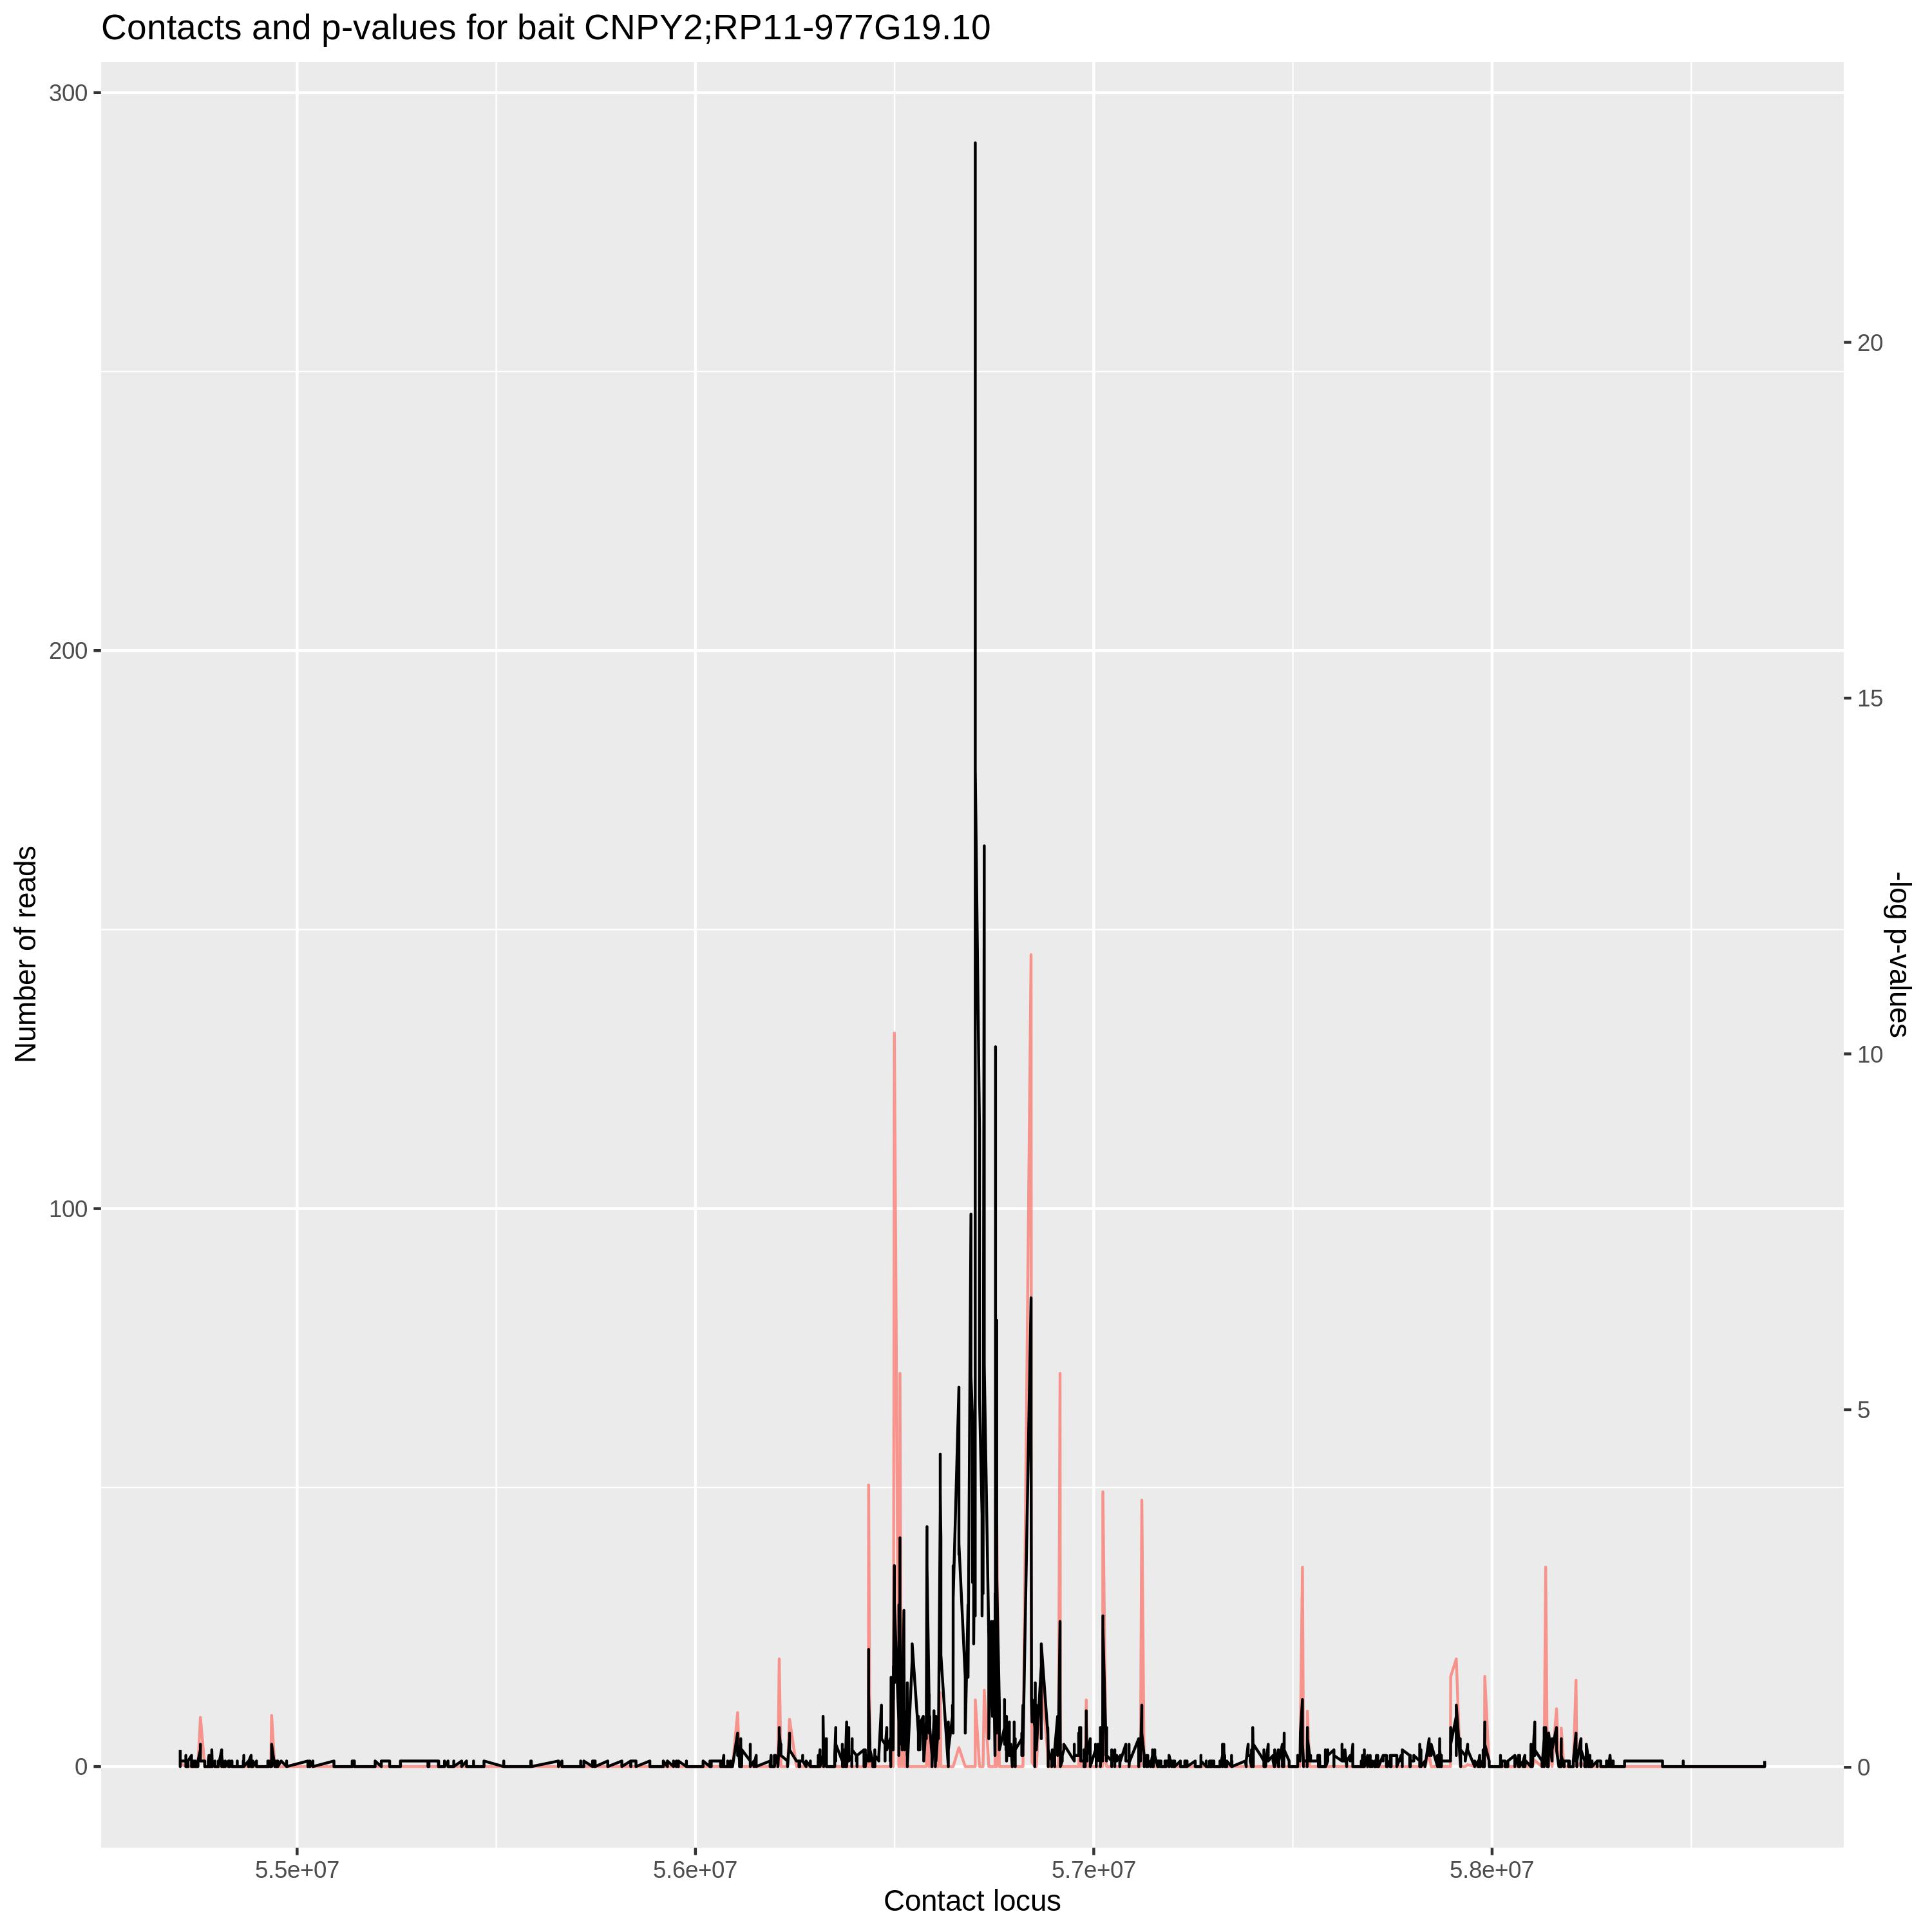 Contacts and p-values for bait CNPY2;RP11-977G19.10
300
200
100
0
Number of reads
20
15
10
5
0
-log p-values
5.5e+07
5.6e+07
5.7e+07
5.8e+07
Contact locus